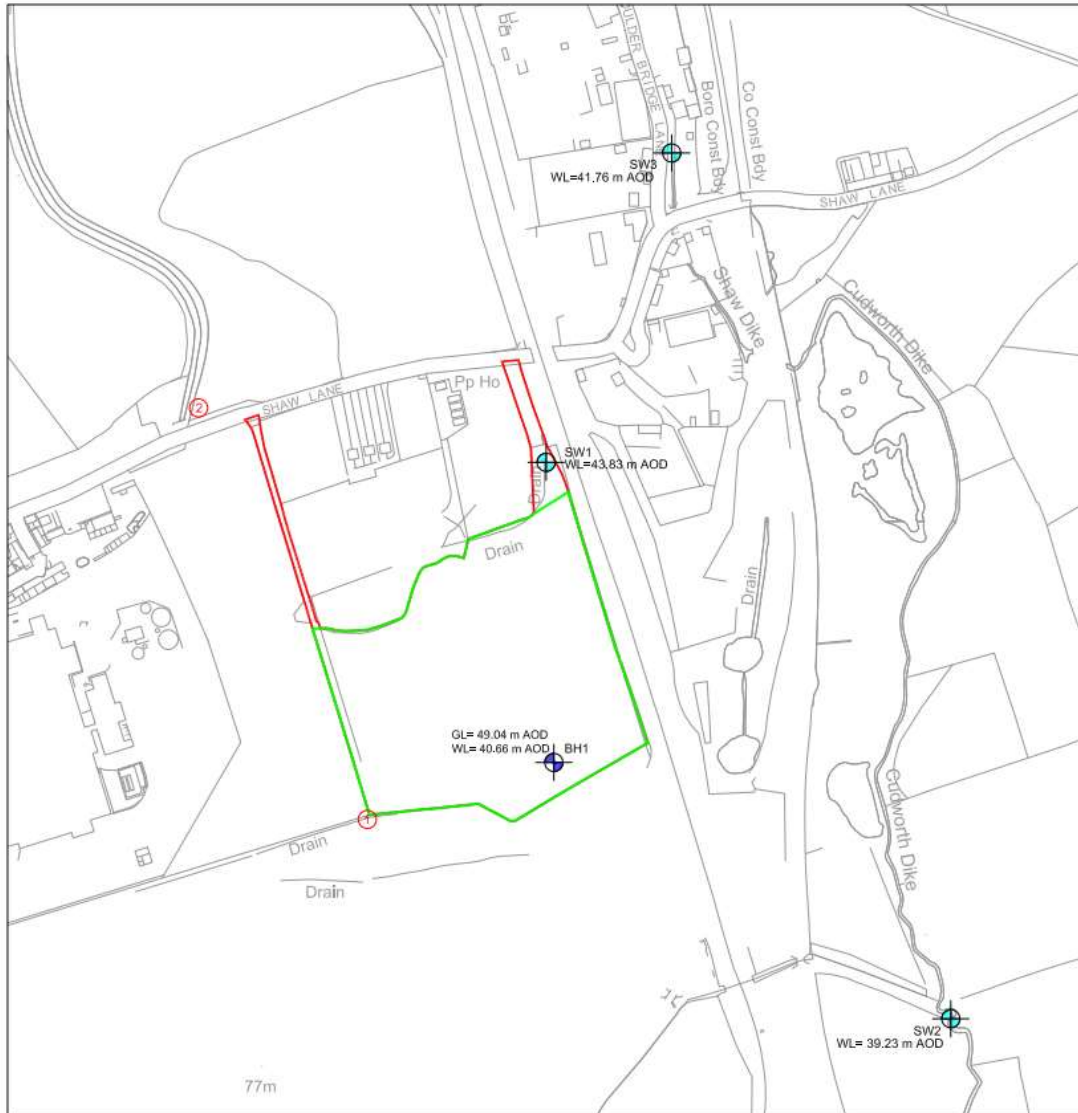 OULDER BRIDGE LANE
Boro Const Bdy
Co Const Bdy
SW3
WL=41.76 m AOD
SHAW LANE
Shaw Dike
Cudworth Dike
Pp Ho
SHAW LANE
2
SW1
WL=43.83 m AOD
Drain
Drain
Drain
GL= 49.04 m AOD
WL= 40.66 m AOD
BH1
1
Drain
Drain
Cudworth Dike
SW2
WL= 39.23 m AOD
77m